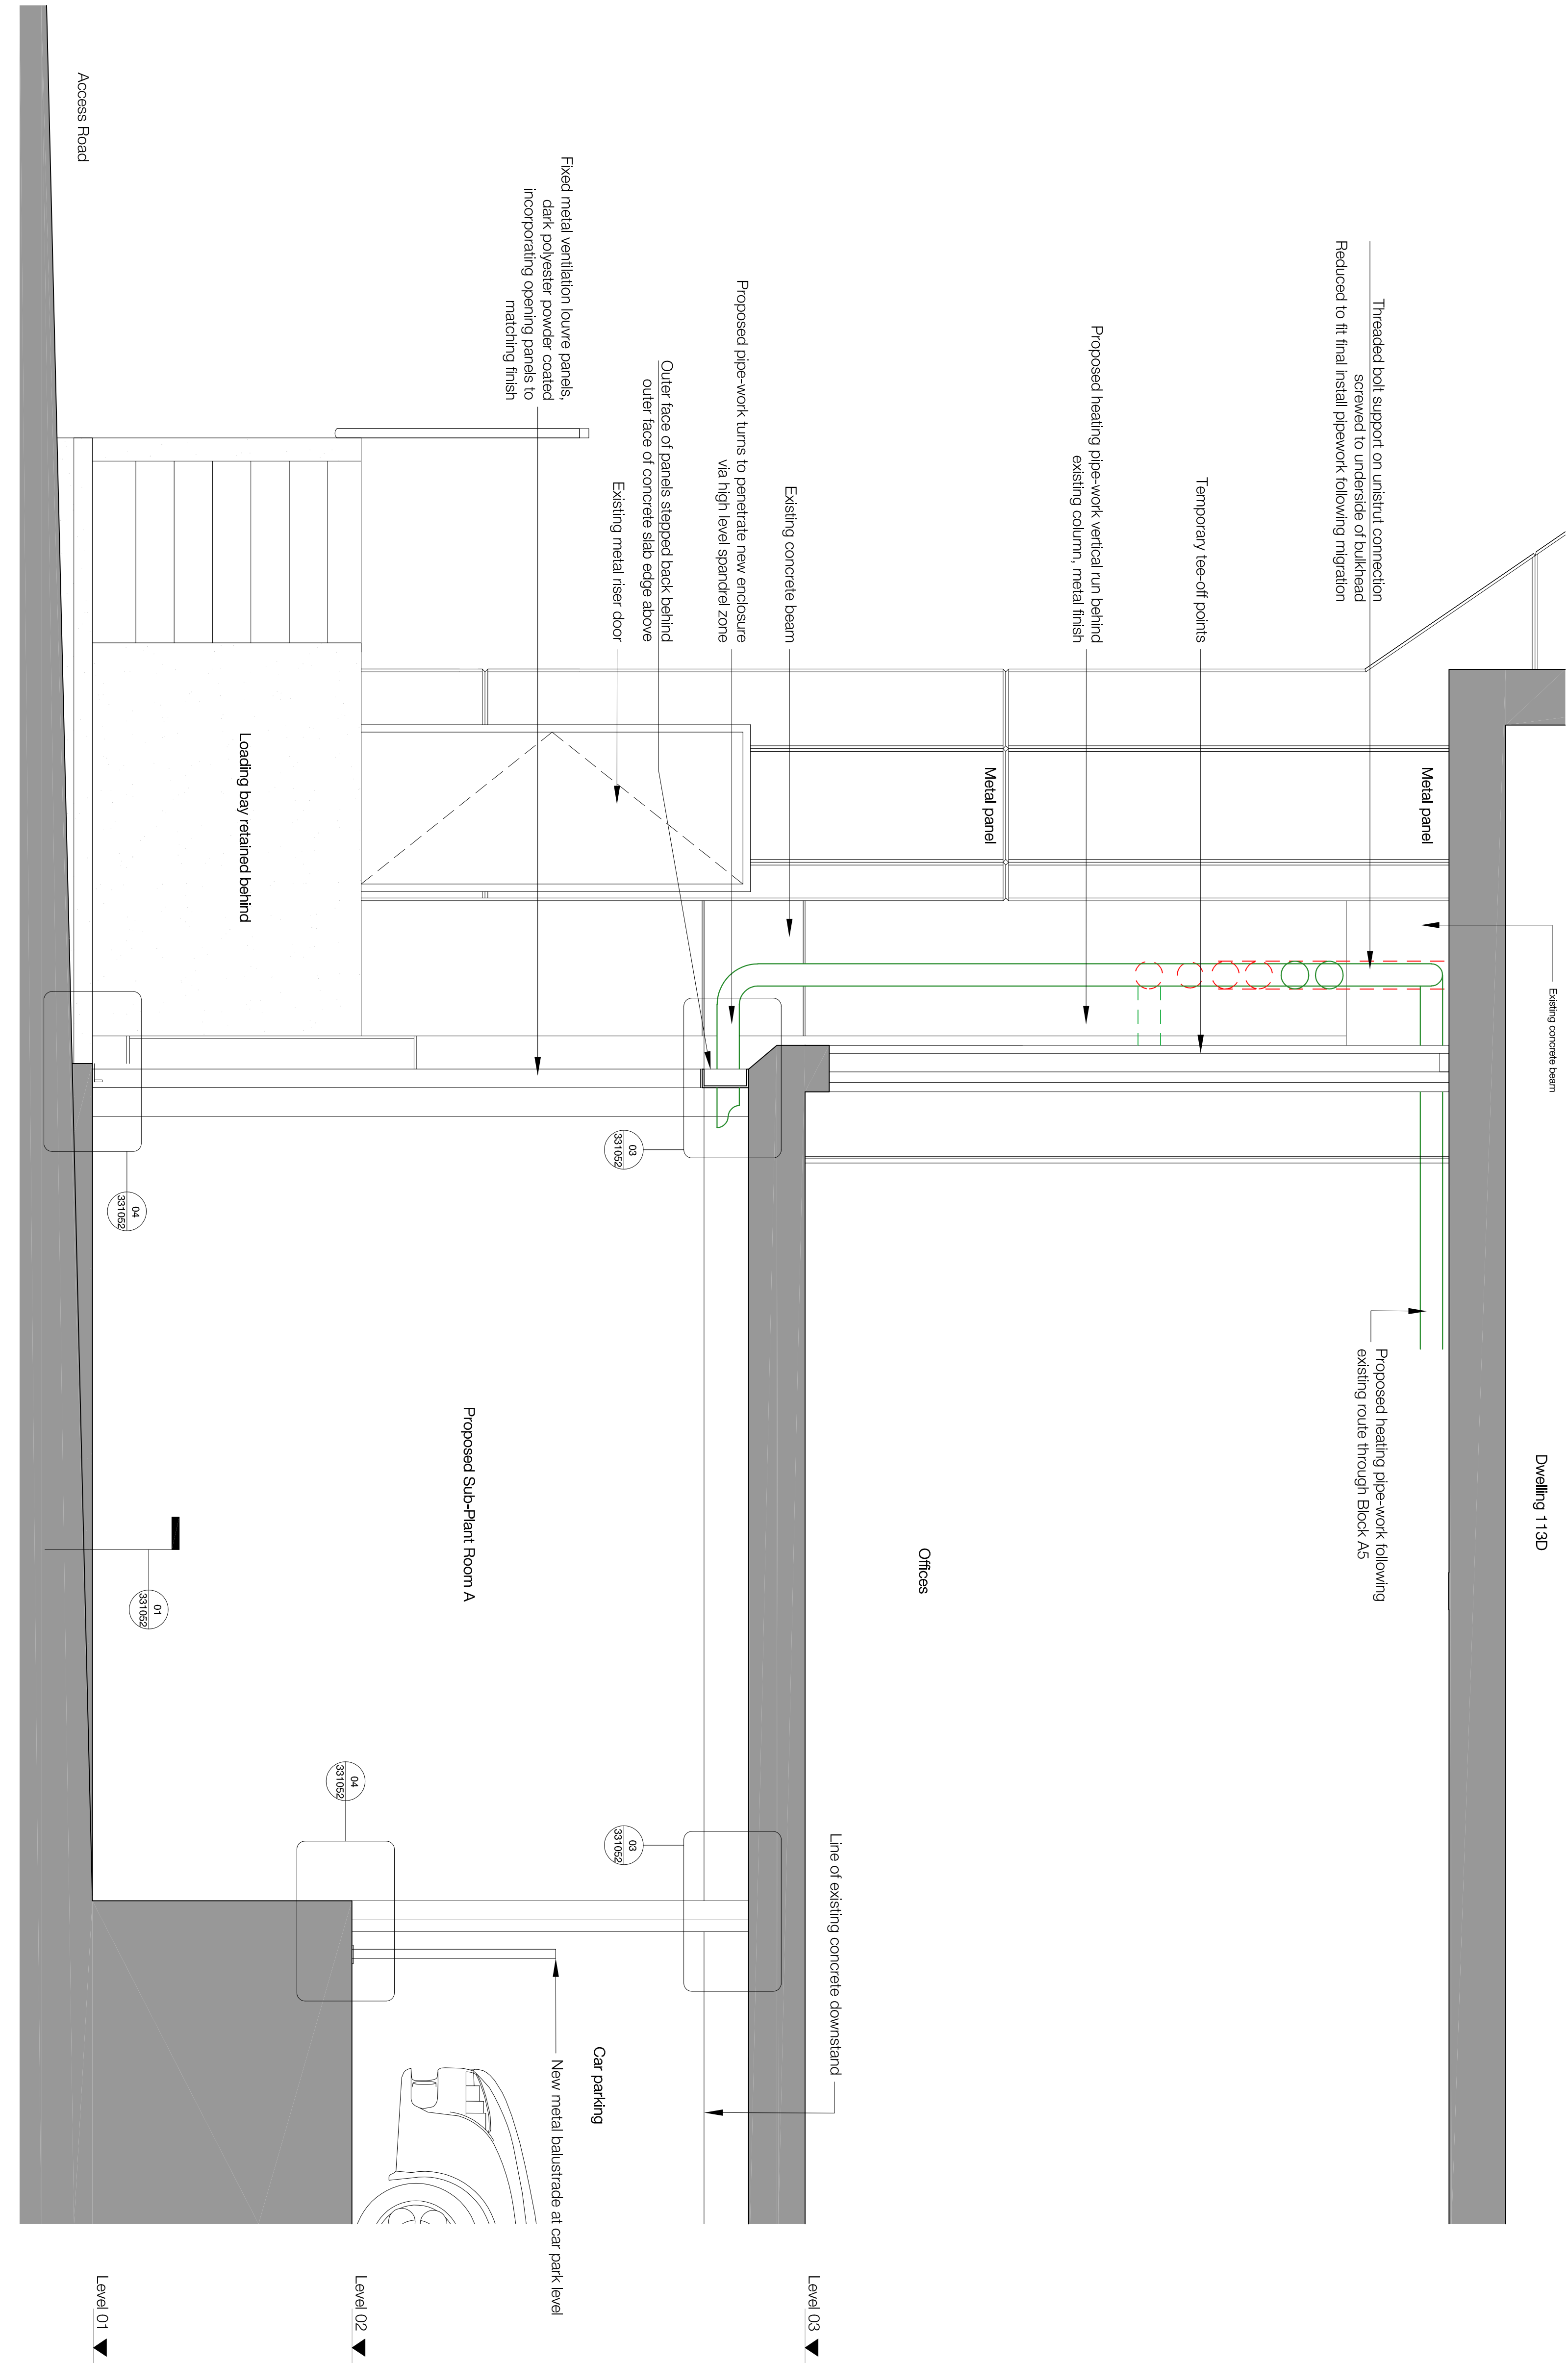 Dwelling 113D
Existing concrete beam
Threaded bolt support on unistrut connection
screwed to underside of bulkhead
Reduced to fit final install pipework following migration
Metal panel
Proposed heating pipe-work following
existing route through Block A5
Temporary tee-off points
Proposed heating pipe-work vertical run behind
existing column, metal finish
Metal panel
Offices
Existing concrete beam
Line of existing concrete downstand
Level 03
Proposed pipe-work turns to penetrate new enclosure
via high level spandrel zone
Outer face of panels stepped back behind
outer face of concrete slab edge above
Existing metal riser door
03
331052
03
331052
Car parking
Fixed metal ventilation louvre panels,
dark polyester powder coated
incorporating opening panels to
matching finish
New metal balustrade at car park level
Proposed Sub-Plant Room A
Level 02
04
331052
Loading bay retained behind
01
331052
04
331052
Level 01
Access Road